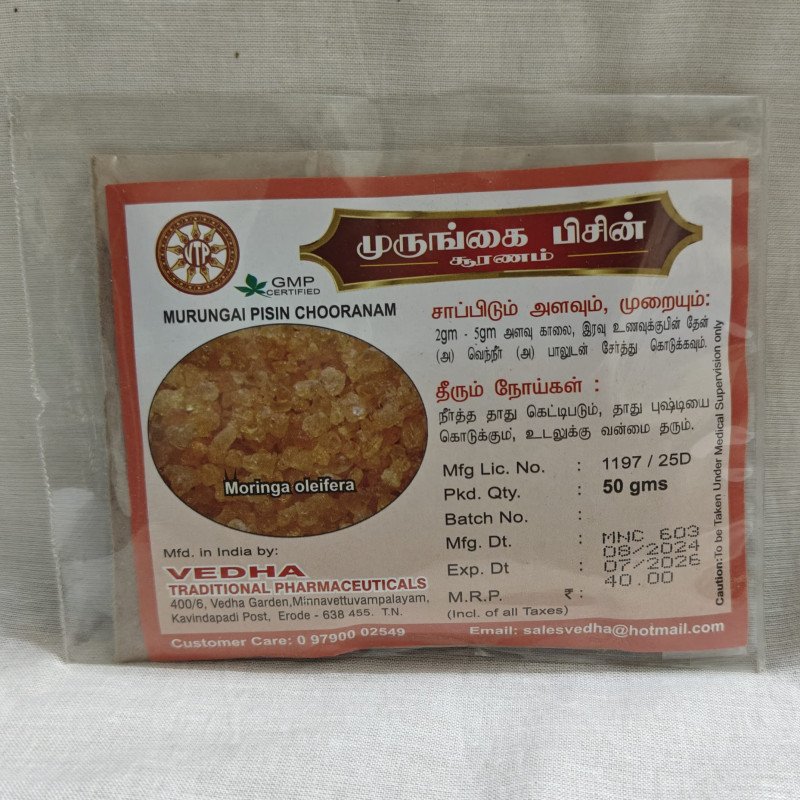 VTP
GMP
CERTIFIED
முருங்கை பிசின்
சூரணம்
MURUNGAI PISIN CHOORANAM
Moringa oleifera
Mfd. in India by:
VEDHA
TRADITIONAL PHARMACEUTICALS
400/6, Vedha Garden,Minnavettuvampalayam,
Kavindapadi Post, Erode - 638 455. T.N.
சாப்பிடும் அளவும், முறையும்:
2gm - 5gm அளவு காலை, இரவு உணவுக்குபின் தேன்
(அ) வெந்நீர் (அ) பாலுடன் சேர்த்து கொடுக்கவும்.
தீரும் நோய்கள் :
நீர்த்த தாது கெட்டிபடும், தாது புஷ்டியை
கொடுக்கும், உடலுக்கு வன்மை தரும்.
Mfg Lic. No. : 1197 / 25D
Pkd. Qty. : 50 gms
Batch No. : MNC 603
Mfg. Dt. : 08/2024
Exp. Dt : 07/2026
M.R.P. ₹ : 40.00
(Incl. of all Taxes)
Caution:To be Taken Under Medical Supervision only
Customer Care: 0 97900 02549 Email: salesvedha@hotmail.com